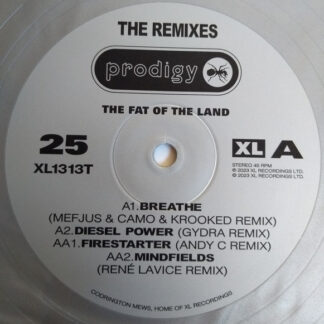 THE REMIXES
prodigy
THE FAT OF THE LAND
25
XL1313T
XL A
STEREO 45 RPM
Ⓟ 2023 XL RECORDINGS LTD.
© 2023 XL RECORDINGS LTD.
A1.BREATHE
(MEFJUS & CAMO & KROOKED REMIX)
A2.DIESEL POWER (GYDRA REMIX)
AA1.FIRESTARTER (ANDY C REMIX)
AA2.MINDFIELDS
(RENÉ LAVICE REMIX)
CODRINGTON MEWS, HOME OF XL RECORDINGS